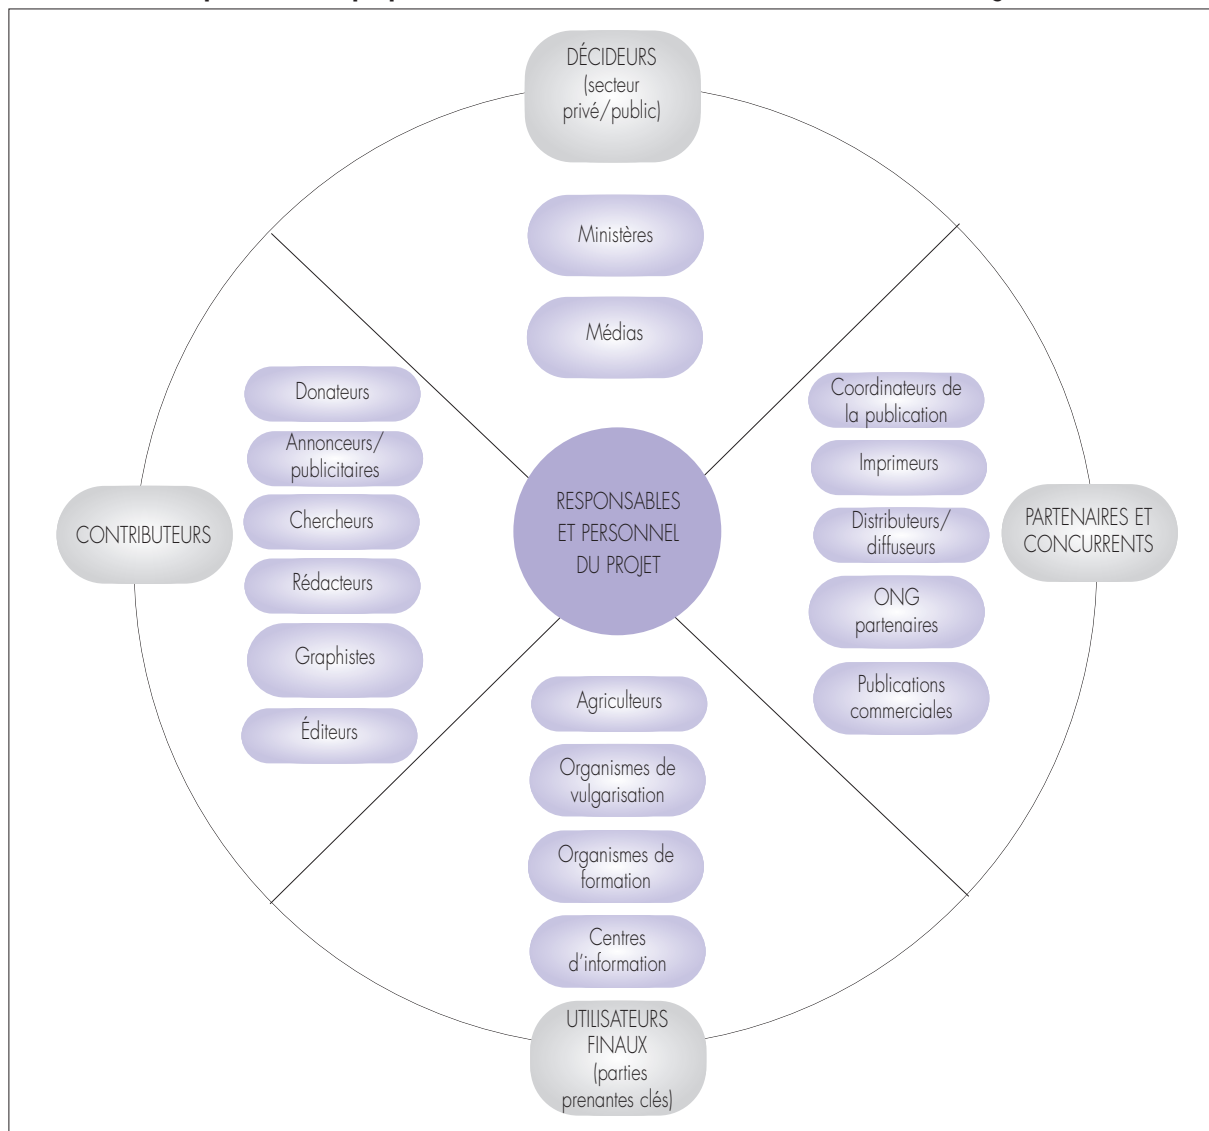 DÉCIDEURS
(secteur
privé/public)
Ministères
Médias
Donateurs
Annonceurs/
publicitaires
Chercheurs
Rédacteurs
Graphistes
Éditeurs
CONTRIBUTEURS
RESPONSABLES
ET PERSONNEL
DU PROJET
Coordinateurs de
la publication
Imprimeurs
Distributeurs/
diffuseurs
ONG
partenaires
Publications
commerciales
PARTENAIRES ET
CONCURRENTS
Agriculteurs
Organismes de
vulgarisation
Organismes de
formation
Centres
d'information
UTILISATEURS
FINAUX
(parties
prenantes clés)